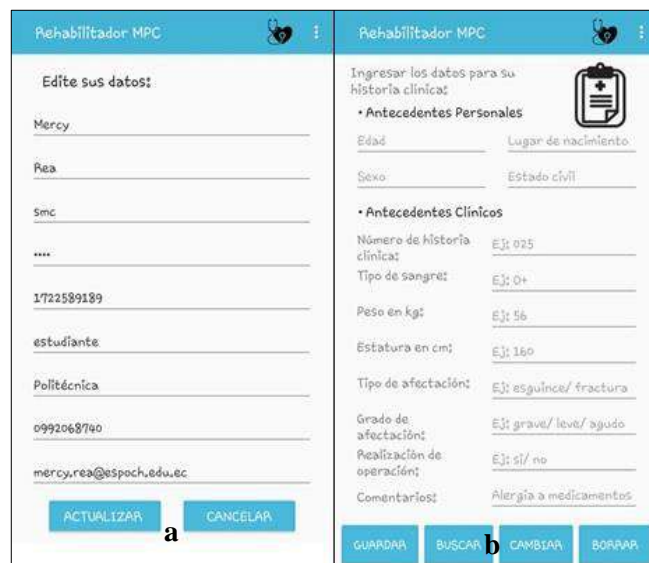 Rehabilitador MPC
Edite sus datos:
Mercy
Rea
smc
••••
1722589189
estudiante
Politécnica
0992068740
mercy.rea@espoch.edu.ec
ACTUALIZAR
CANCELAR
a
Rehabilitador MPC
Ingresar los datos para su
historia clínica:
• Antecedentes Personales
Edad Lugar de nacimiento
Sexo Estado civil
• Antecedentes Clínicos
Número de historia
clínica: Ej: 025
Tipo de sangre: Ej: O+
Peso en kg: Ej: 56
Estatura en cm: Ej: 160
Tipo de afectación: Ej: esguince/ fractura
Grado de
afectación: Ej: grave/ leve/ agudo
Realización de
operación: Ej: si/ no
Comentarios: Alergia a medicamentos
GUARDAR BUSCAR CAMBIAR BORRAR
b